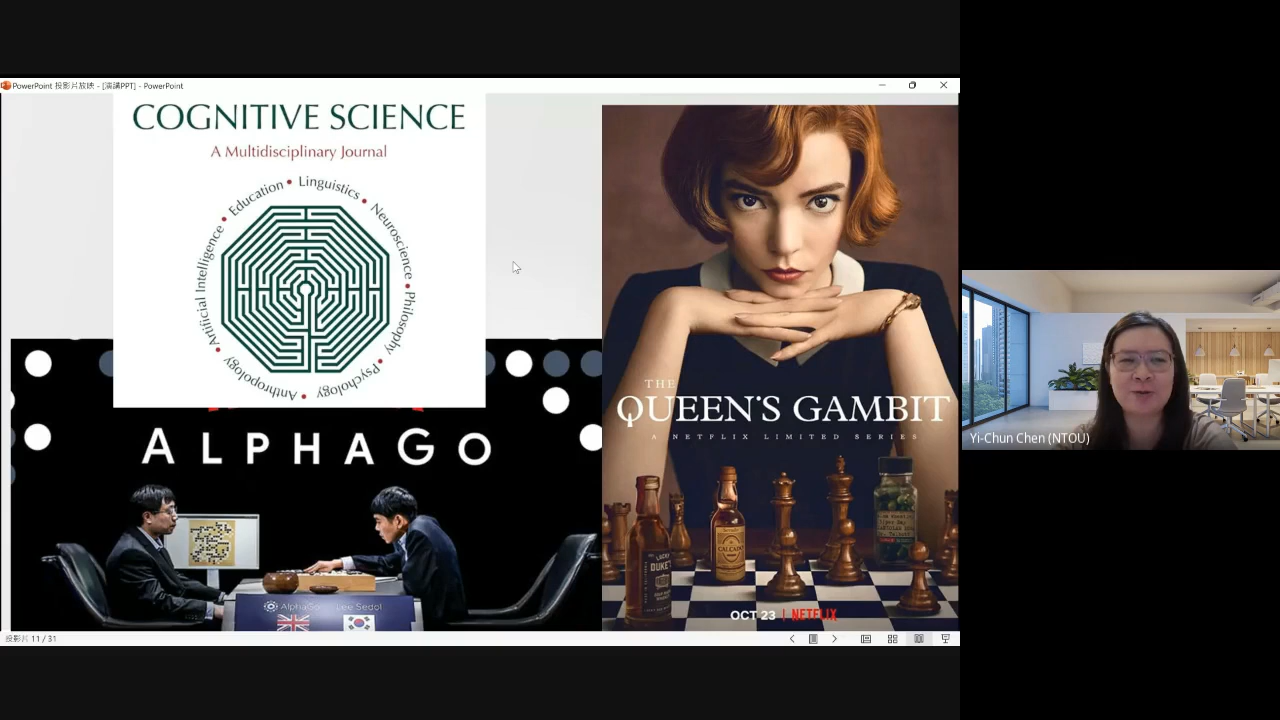 PowerPoint 投影片放映 - [演講PPT] - PowerPoint
COGNITIVE SCIENCE
A Multidisciplinary Journal
Education • Linguistics • Neuroscience • Philosophy • Psychology • Anthropology • Artificial Intelligence •
ALPHAGO
AlphaGo Lee Sedol
THE
QUEEN'S GAMBIT
A NETFLIX LIMITED SERIES
DUKE'S
OCT 23 | NETFLIX
Yi-Chun Chen (NTOU)
投影片 11 / 31